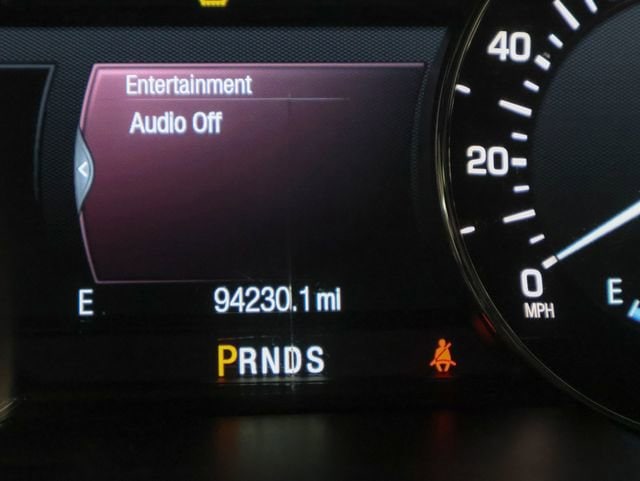 Entertainment
Audio Off
E
94230.1 mi
PRNDS
40
20
0
MPH
E